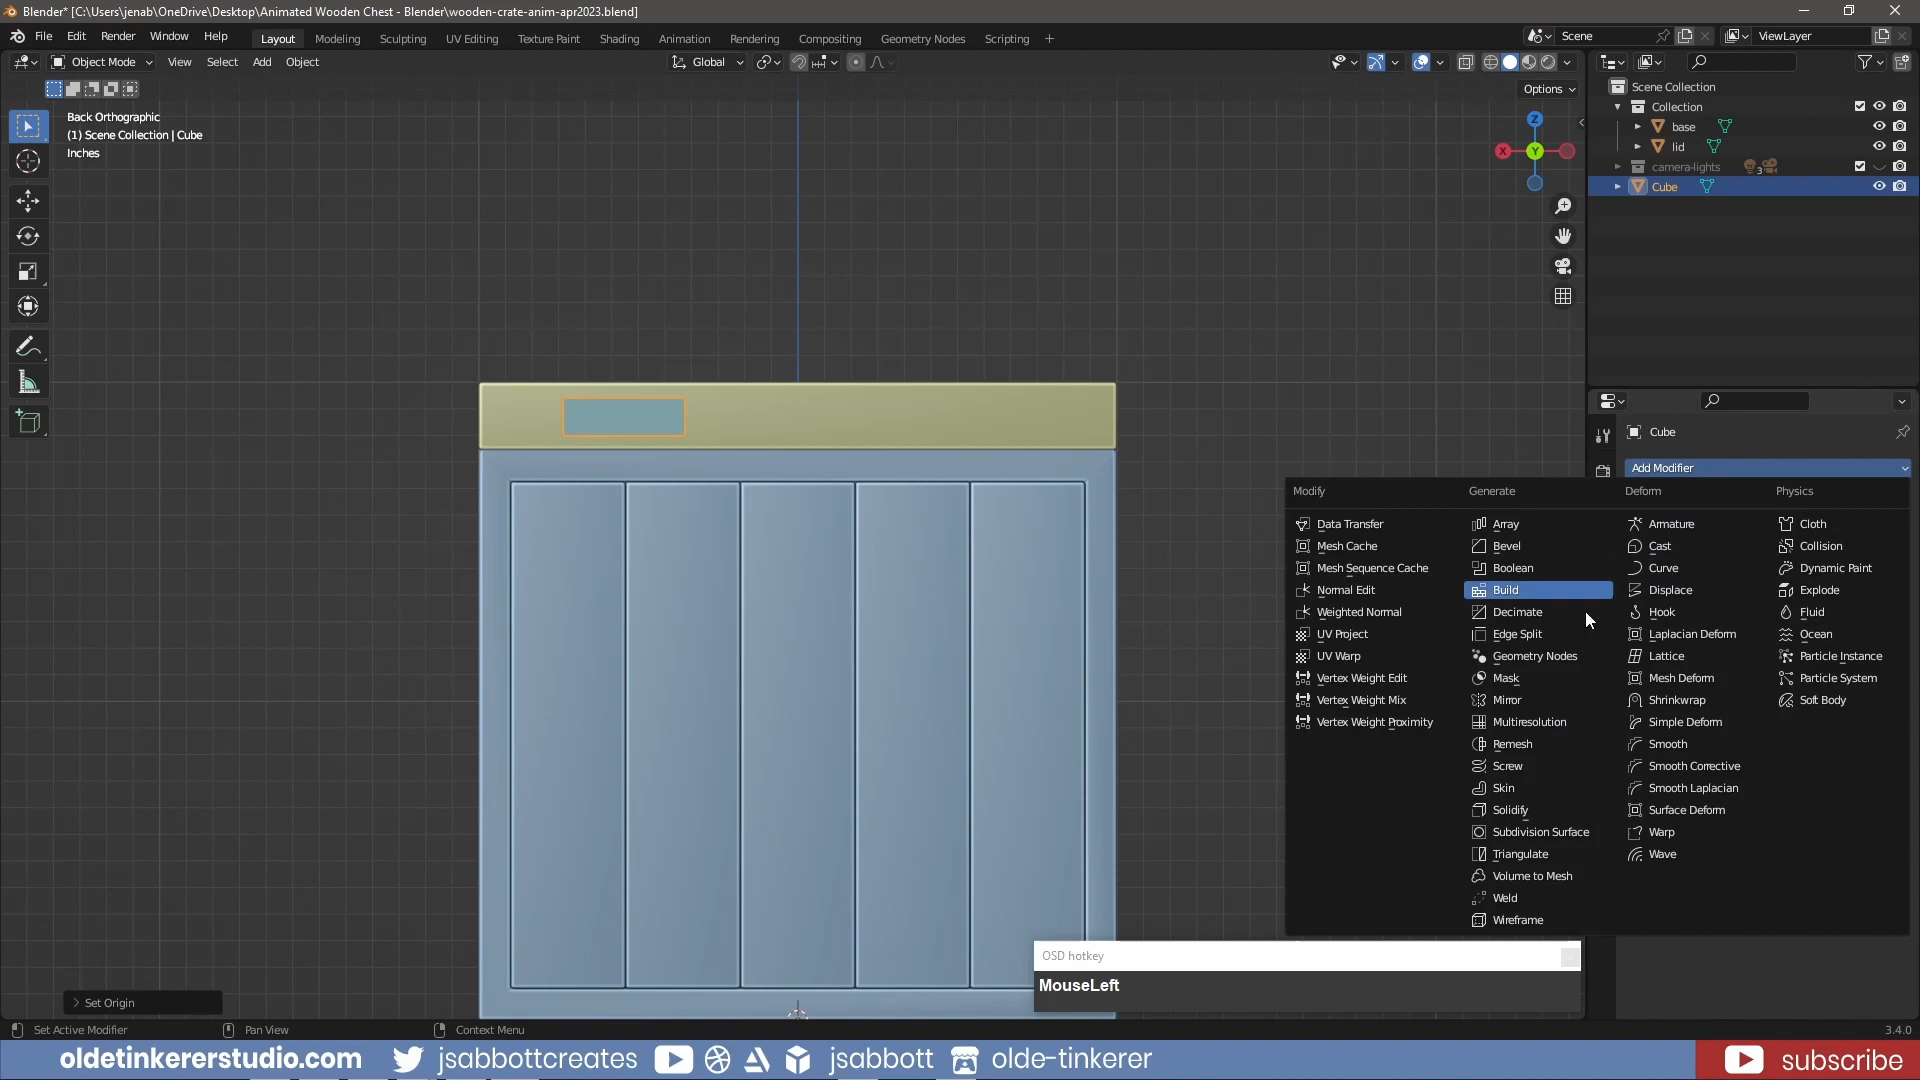 Blender* [C:\Users\jenab\OneDrive\Desktop\Animated Wooden Chest - Blender\wooden-crate-anim-apr2023.blend]
File Edit Render Window Help Layout Modeling Sculpting UV Editing Texture Paint Shading Animation Rendering Compositing Geometry Nodes Scripting + Scene ViewLayer
Object Mode View Select Add Object Global
Options
Back Orthographic
(1) Scene Collection | Cube
Inches
Z
X Y
Scene Collection
Collection
base
lid
camera-lights 3
Cube
Cube
Add Modifier
Modify Generate Deform Physics
Data Transfer Array Armature Cloth
Mesh Cache Bevel Cast Collision
Mesh Sequence Cache Boolean Curve Dynamic Paint
Normal Edit Build Displace Explode
Weighted Normal Decimate Hook Fluid
UV Project Edge Split Laplacian Deform Ocean
UV Warp Geometry Nodes Lattice Particle Instance
Vertex Weight Edit Mask Mesh Deform Particle System
Vertex Weight Mix Mirror Shrinkwrap Soft Body
Vertex Weight Proximity Multiresolution Simple Deform
Remesh Smooth
Screw Smooth Corrective
Skin Smooth Laplacian
Solidify Surface Deform
Subdivision Surface Warp
Triangulate Wave
Volume to Mesh
Weld
Wireframe
OSD hotkey
MouseLeft
Set Origin
Set Active Modifier Pan View Context Menu 3.4.0
oldetinkererstudio.com jsabbottcreates jsabbott olde-tinkerer subscribe